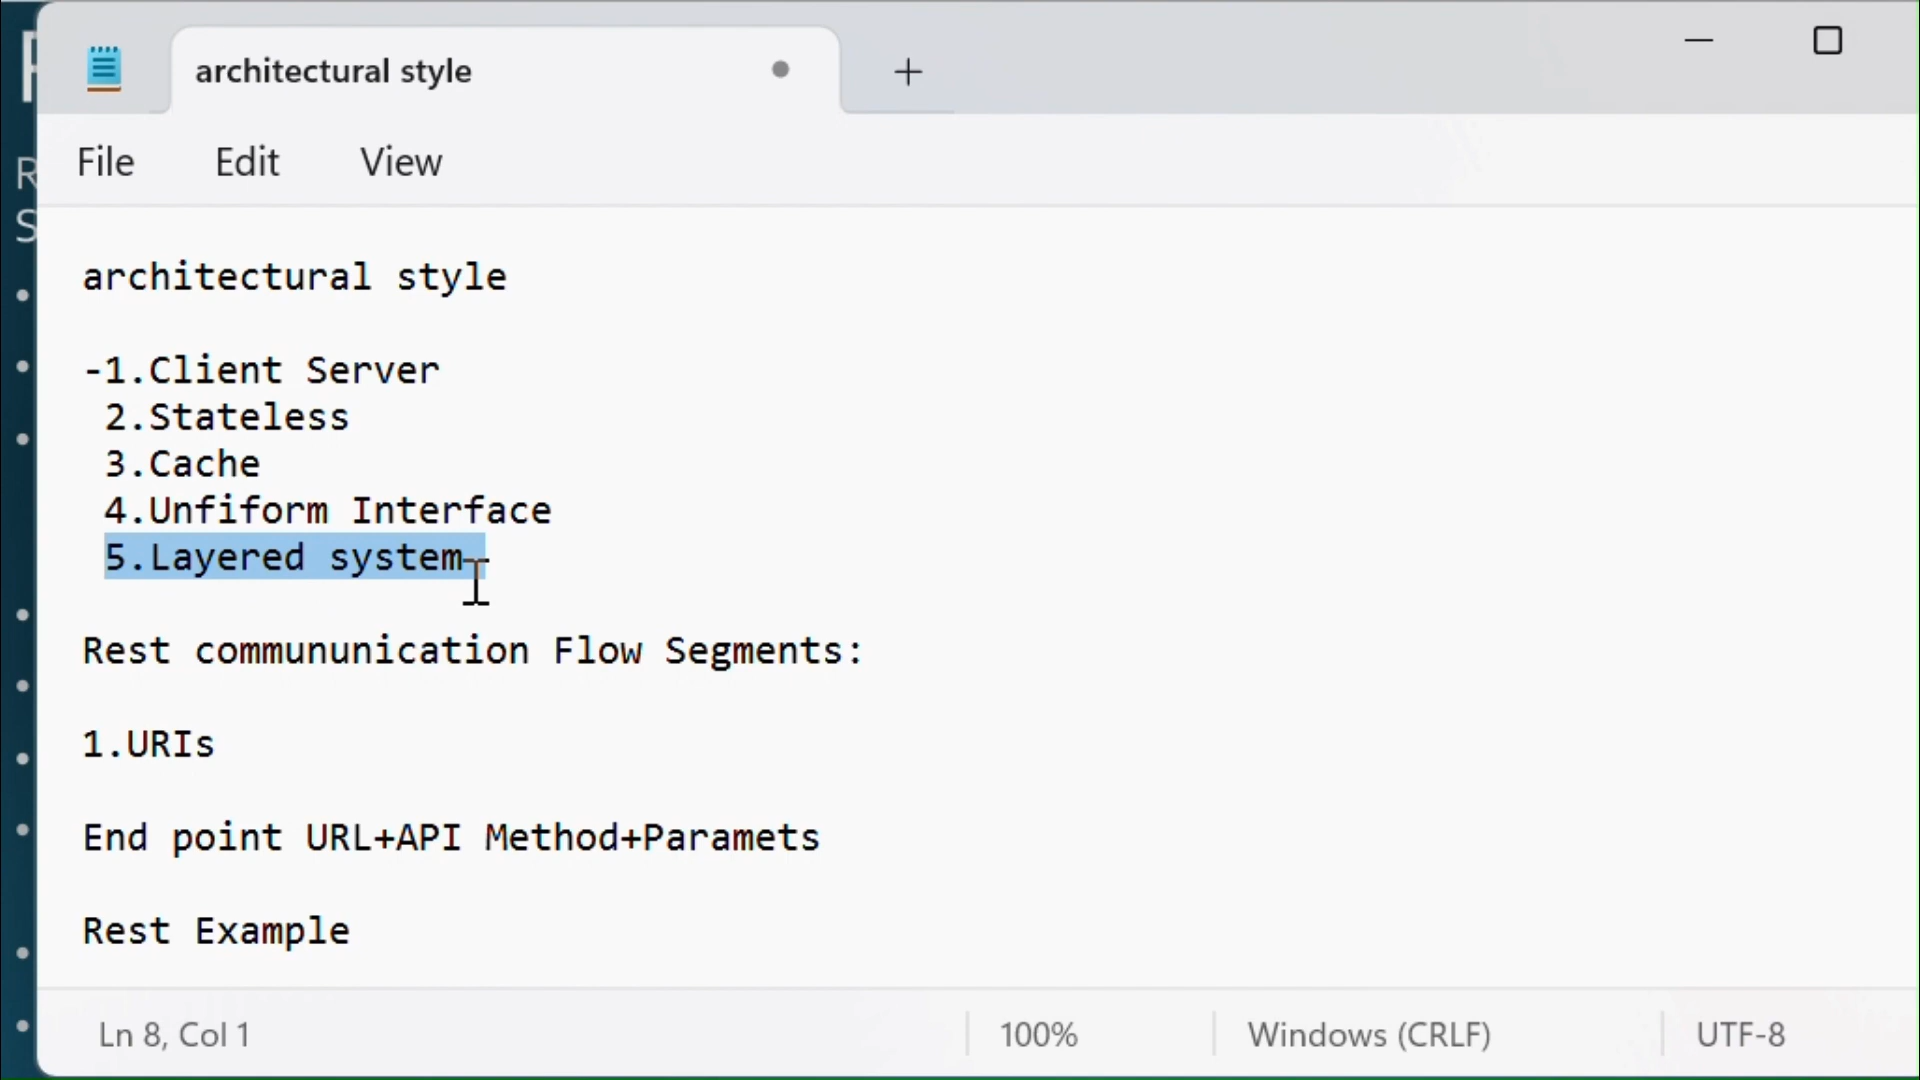 architectural style
File Edit View
architectural style
-1.Client Server
2.Stateless
3.Cache
4.Unfiform Interface
5.Layered system
Rest commununication Flow Segments:
1.URIs
End point URL+API Method+Paramets
Rest Example
Ln 8, Col 1 100% Windows (CRLF) UTF-8